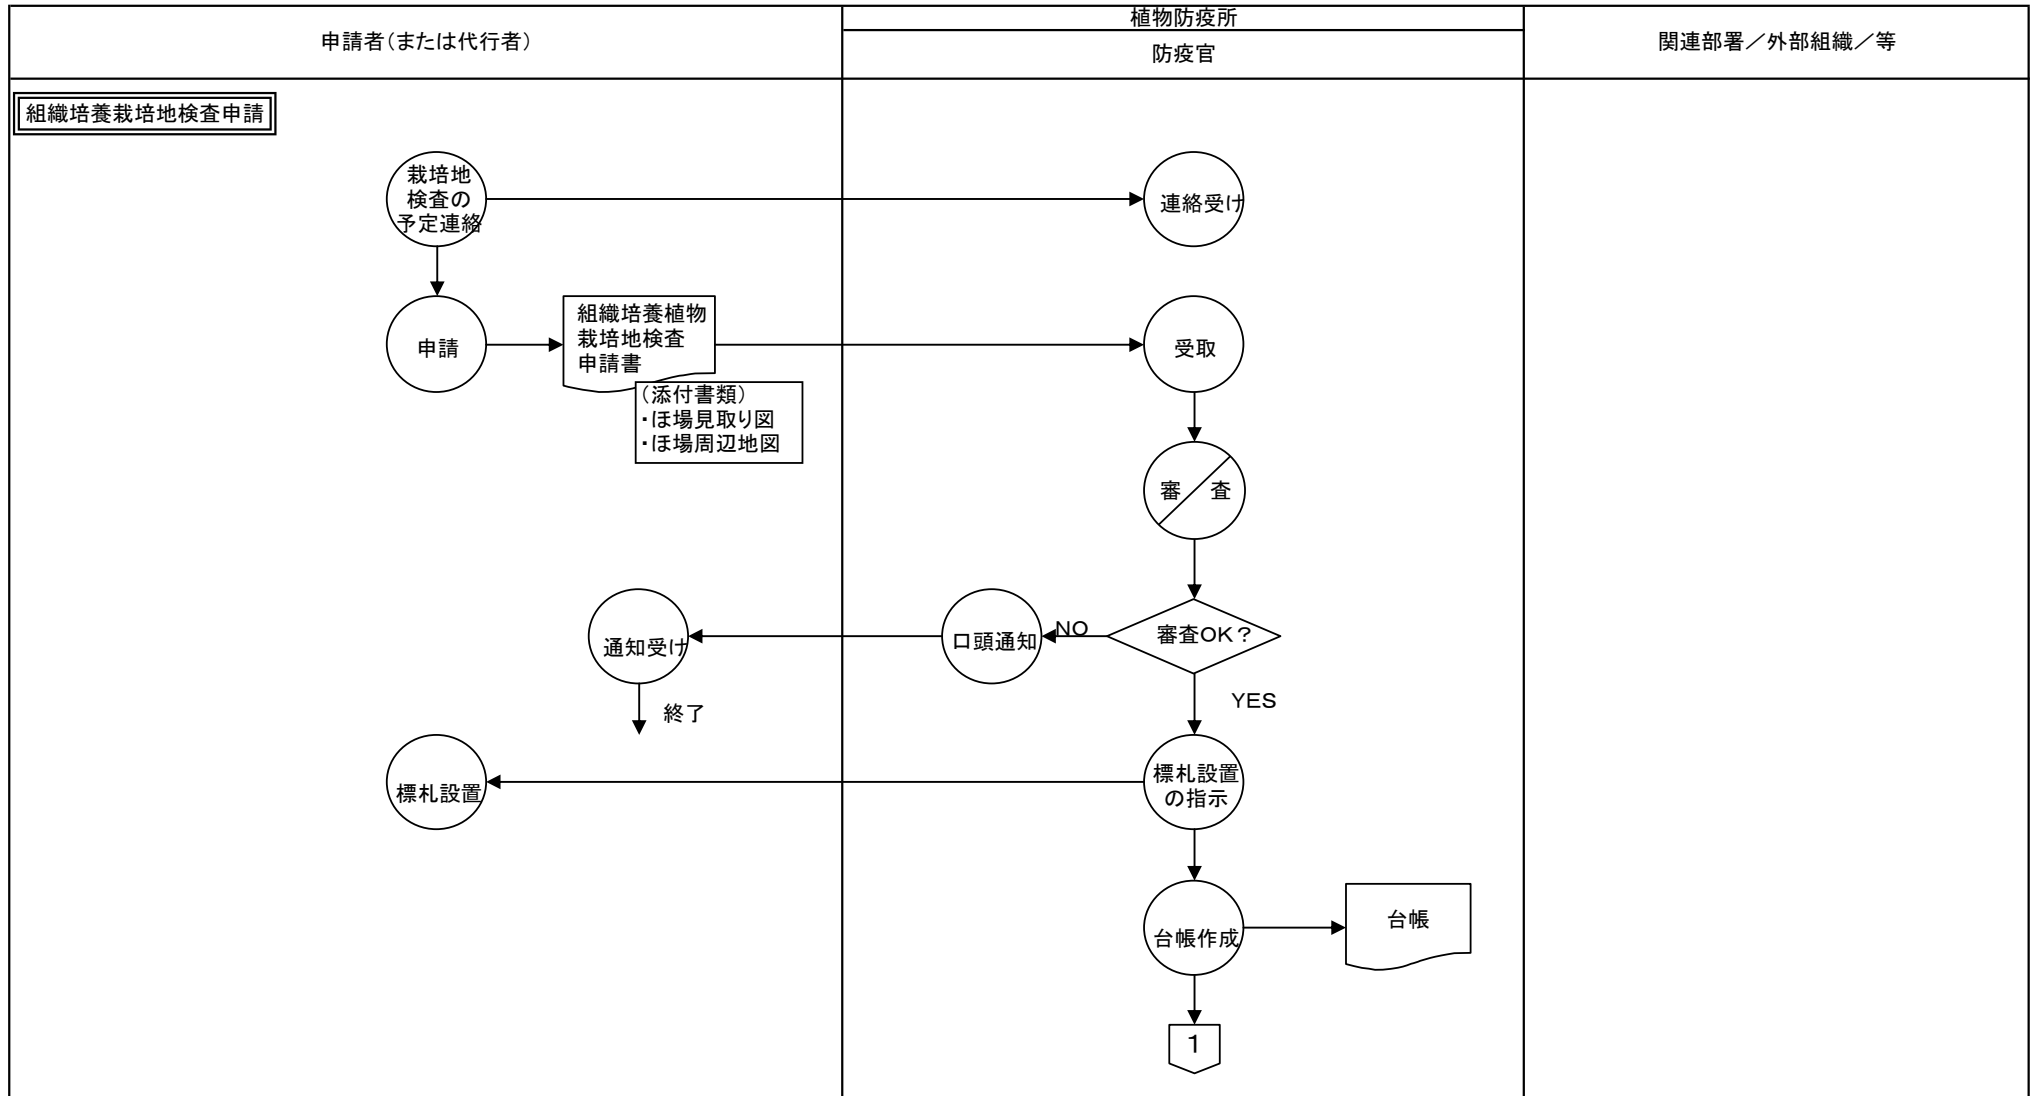 申請者（または代行者）
植物防疫所
防疫官
関連部署／外部組織／等
組織培養栽培地検査申請
栽培地
検査の
予定連絡
連絡受け
申請
組織培養植物
栽培地検査
申請書
（添付書類）
・ほ場見取り図
・ほ場周辺地図
受取
審 査
審査OK？
NO
口頭通知
通知受け
終了
YES
標札設置
の指示
標札設置
台帳作成
台帳
1